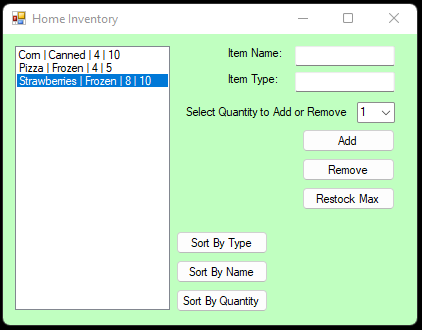 Home Inventory
Corn | Canned | 4 | 10
Pizza | Frozen | 4 | 5
Strawberries | Frozen | 8 | 10
Item Name:
Item Type:
Select Quantity to Add or Remove
1
Add
Remove
Restock Max
Sort By Type
Sort By Name
Sort By Quantity